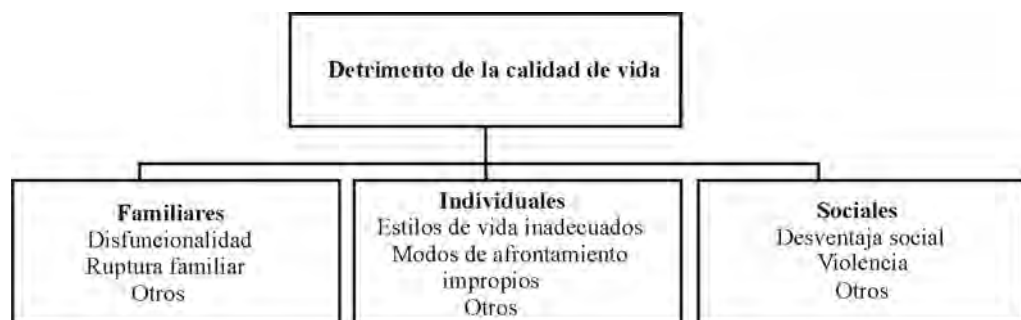 Detrimento de la calidad de vida
Familiares
Disfuncionalidad
Ruptura familiar
Otros
Individuales
Estilos de vida inadecuados
Modos de afrontamiento
impropios
Otros
Sociales
Desventaja social
Violencia
Otros